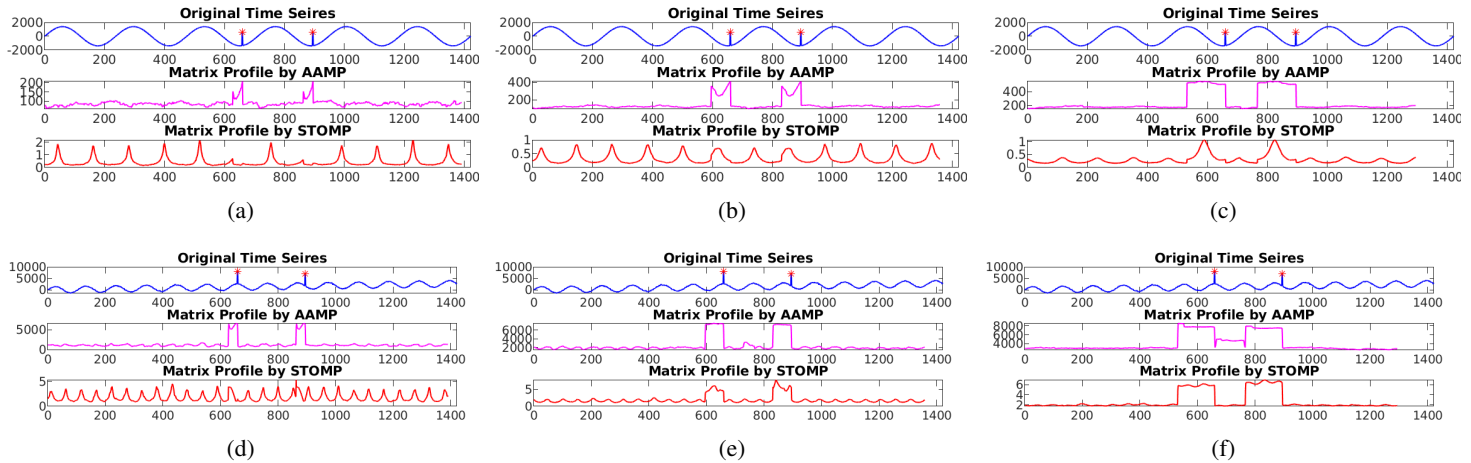 Original Time Seires
2000
0
-2000
0 200 400 600 800 1000 1200 1400
Matrix Profile by AAMP
200
150
100
0 200 400 600 800 1000 1200 1400
Matrix Profile by STOMP
2
1
0
0 200 400 600 800 1000 1200 1400
(a)
Original Time Seires
2000
0
-2000
0 200 400 600 800 1000 1200 1400
Matrix Profile by AAMP
400
200
0 200 400 600 800 1000 1200 1400
Matrix Profile by STOMP
1
0.5
0
0 200 400 600 800 1000 1200 1400
(b)
Original Time Seires
2000
0
-2000
0 200 400 600 800 1000 1200 1400
Matrix Profile by AAMP
400
200
0 200 400 600 800 1000 1200 1400
Matrix Profile by STOMP
1
0.5
0
0 200 400 600 800 1000 1200 1400
(c)
Original Time Seires
10000
5000
0
0 200 400 600 800 1000 1200 1400
Matrix Profile by AAMP
5000
0 200 400 600 800 1000 1200 1400
Matrix Profile by STOMP
5
0
0 200 400 600 800 1000 1200 1400
(d)
Original Time Seires
10000
5000
0
0 200 400 600 800 1000 1200 1400
Matrix Profile by AAMP
6000
4000
2000
0 200 400 600 800 1000 1200 1400
Matrix Profile by STOMP
5
0
0 200 400 600 800 1000 1200 1400
(e)
Original Time Seires
10000
5000
0
0 200 400 600 800 1000 1200 1400
Matrix Profile by AAMP
8000
6000
4000
0 200 400 600 800 1000 1200 1400
Matrix Profile by STOMP
6
4
2
0 200 400 600 800 1000 1200 1400
(f)